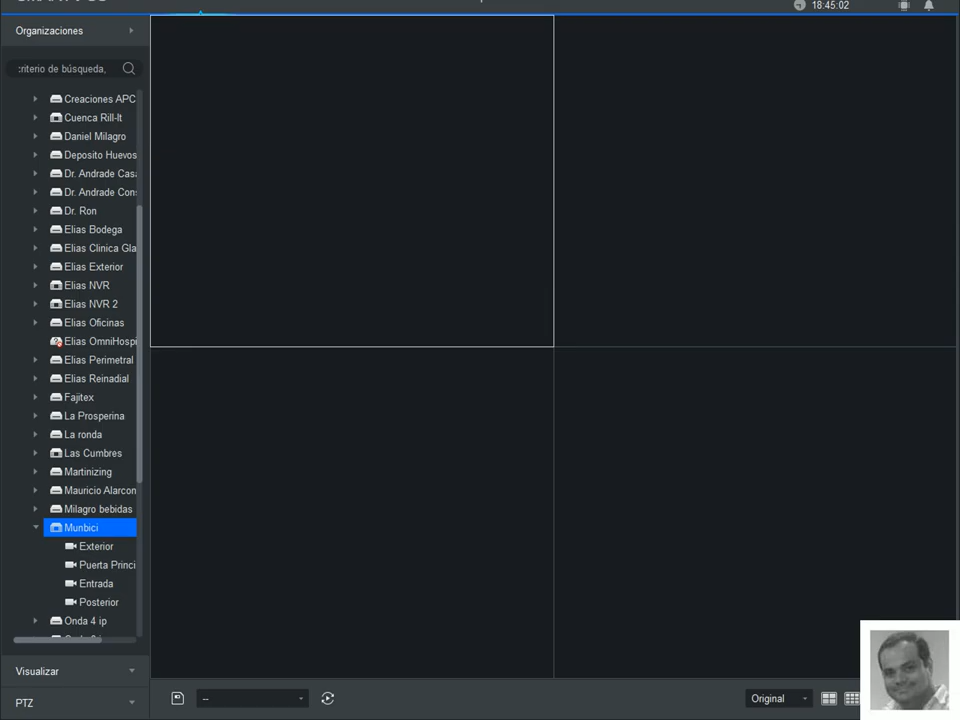 18:45:02
Organizaciones
:riterio de búsqueda,
Creaciones APC
Cuenca Rill-It
Daniel Milagro
Deposito Huevos
Dr. Andrade Cas
Dr. Andrade Con
Dr. Ron
Elias Bodega
Elias Clinica Gla
Elias Exterior
Elias NVR
Elias NVR 2
Elias Oficinas
Elias OmniHospi
Elias Perimetral
Elias Reinadial
Fajitex
La Prosperina
La ronda
Las Cumbres
Martinizing
Mauricio Alarcon
Milagro bebidas
Munbici
Exterior
Puerta Princi
Entrada
Posterior
Onda 4 ip
Visualizar
PTZ
--
Original